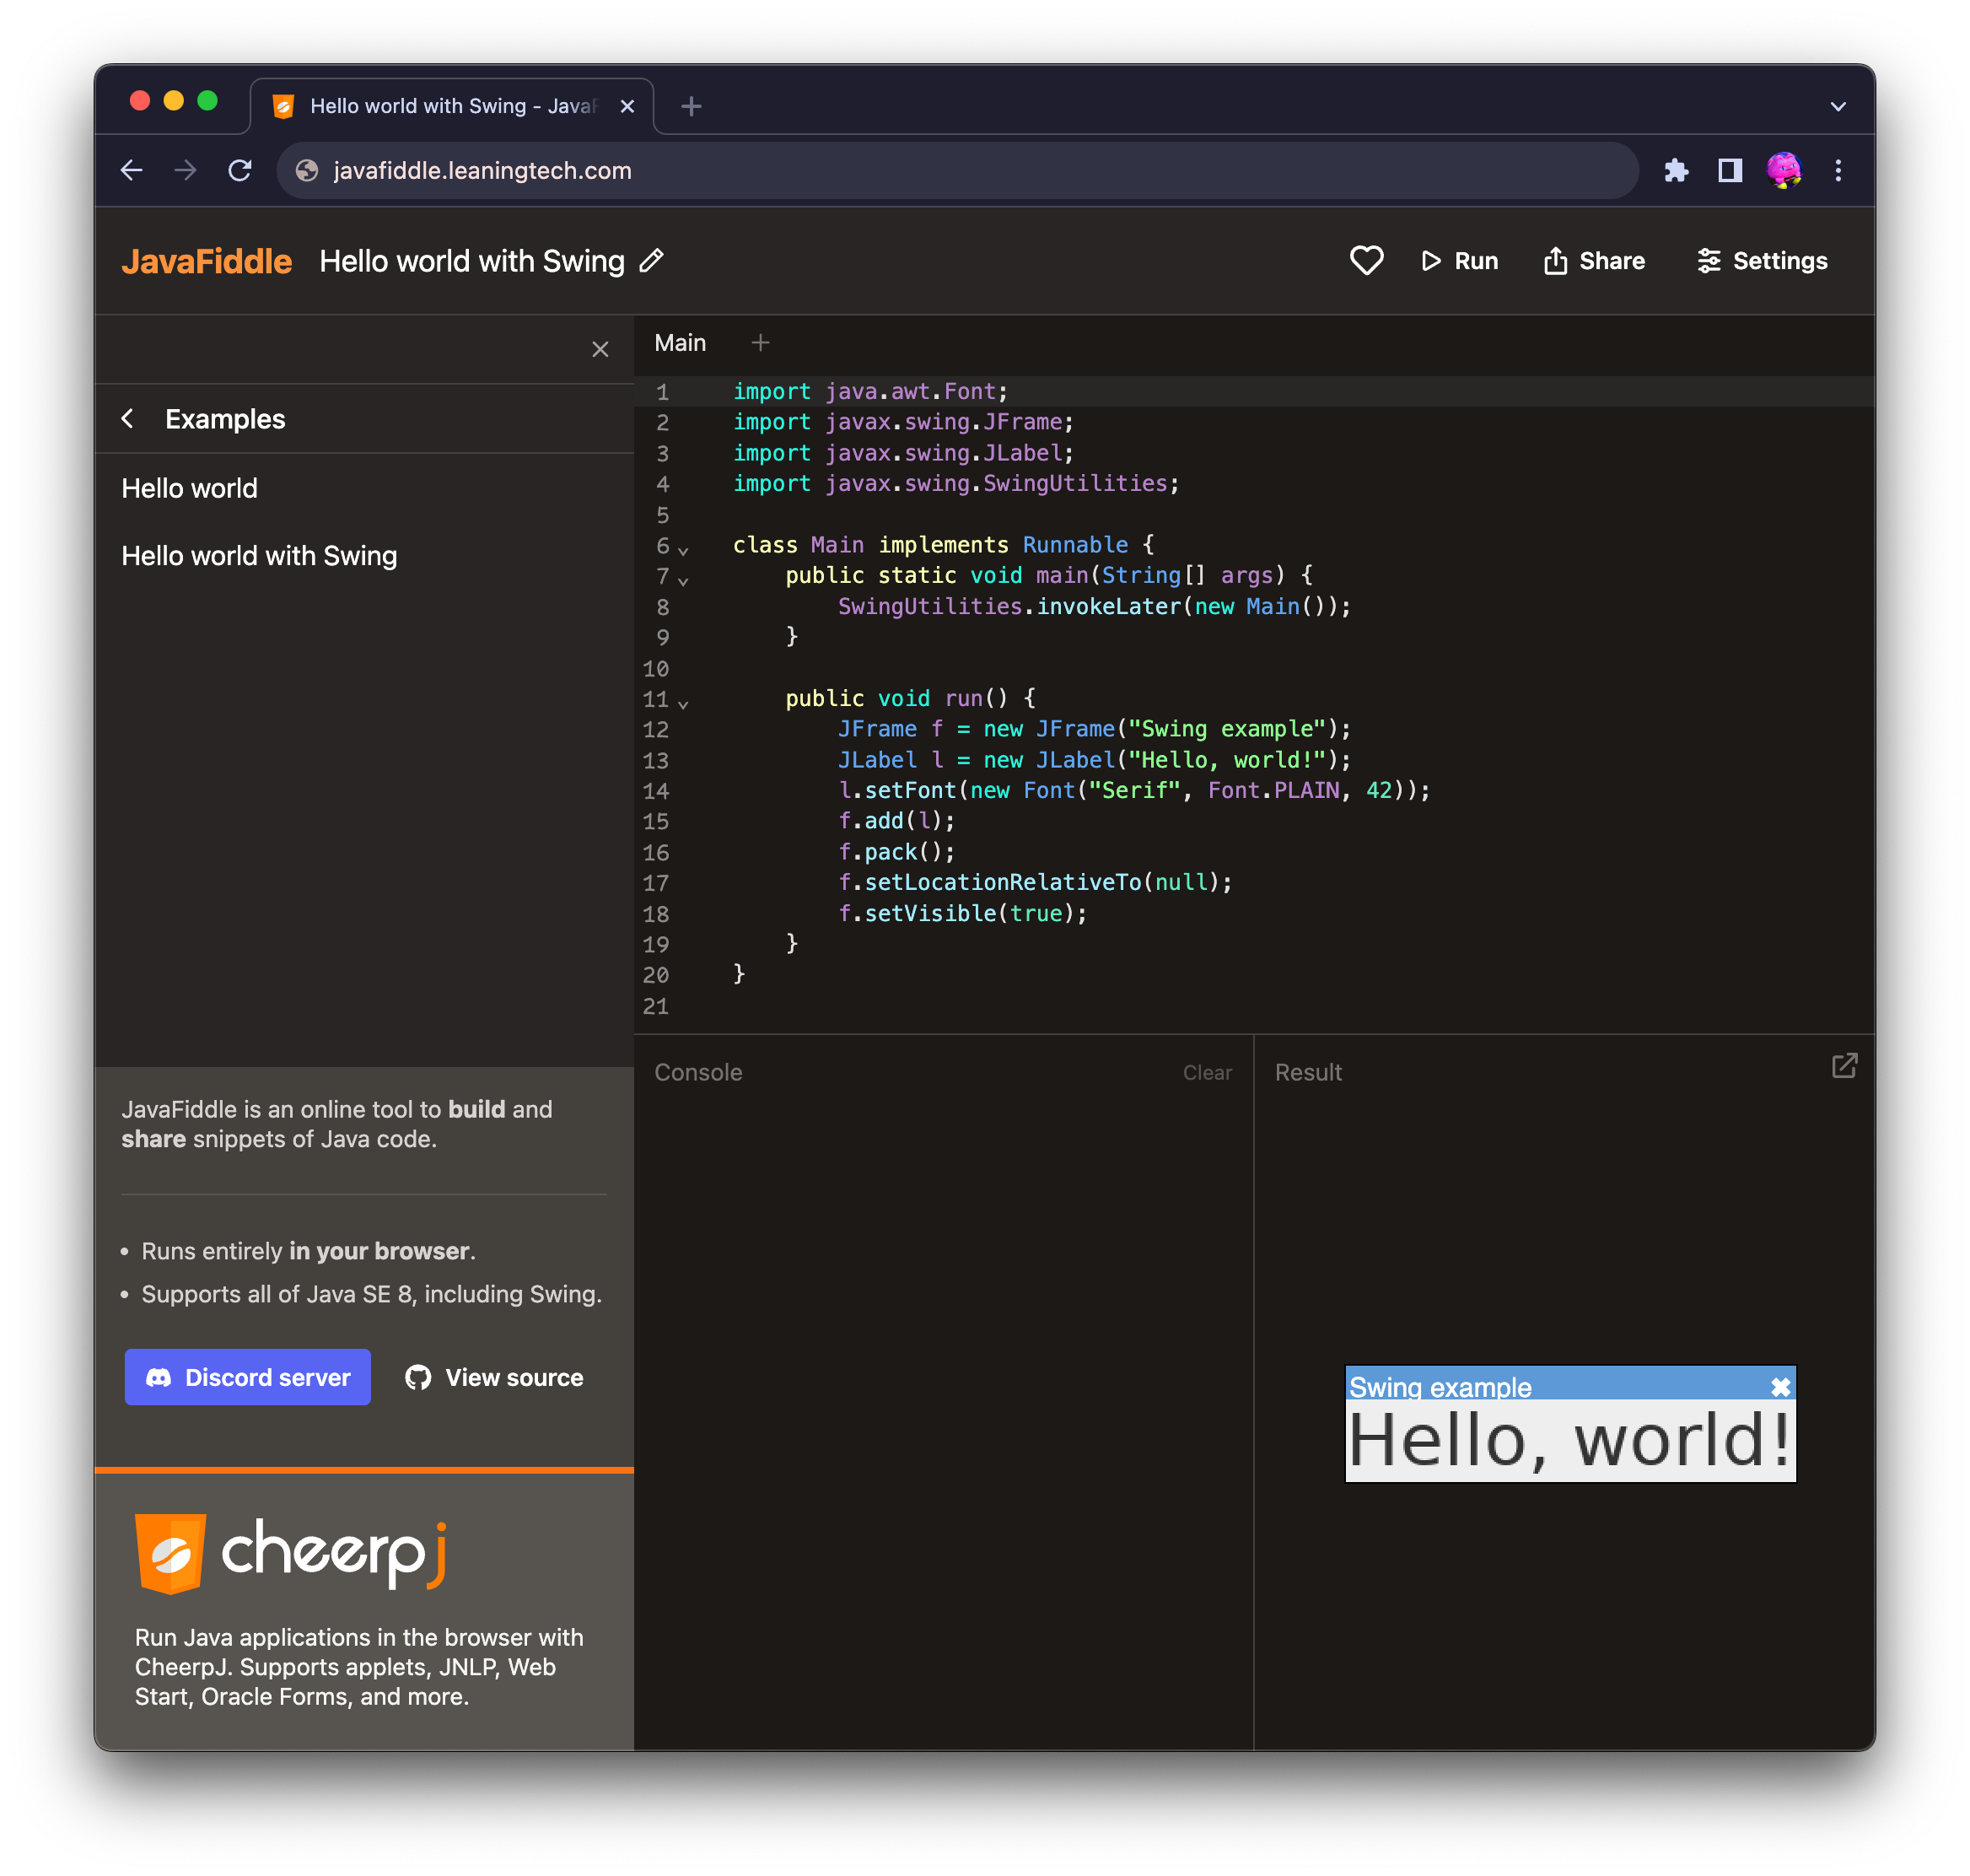 Hello world with Swing - Java
javafiddle.leaningtech.com
JavaFiddle Hello world with Swing Run Share Settings
Examples
Hello world
Hello world with Swing
JavaFiddle is an online tool to build and
share snippets of Java code.
• Runs entirely in your browser.
• Supports all of Java SE 8, including Swing.
Discord server View source
cheerpj
Run Java applications in the browser with
CheerpJ. Supports applets, JNLP, Web
Start, Oracle Forms, and more.
Main
1 import java.awt.Font;
2 import javax.swing.JFrame;
3 import javax.swing.JLabel;
4 import javax.swing.SwingUtilities;
5
6 class Main implements Runnable {
7     public static void main(String[] args) {
8         SwingUtilities.invokeLater(new Main());
9     }
10
11     public void run() {
12         JFrame f = new JFrame("Swing example");
13         JLabel l = new JLabel("Hello, world!");
14         l.setFont(new Font("Serif", Font.PLAIN, 42));
15         f.add(l);
16         f.pack();
17         f.setLocationRelativeTo(null);
18         f.setVisible(true);
19     }
20 }
21
Console Clear
Result
Swing example
Hello, world!